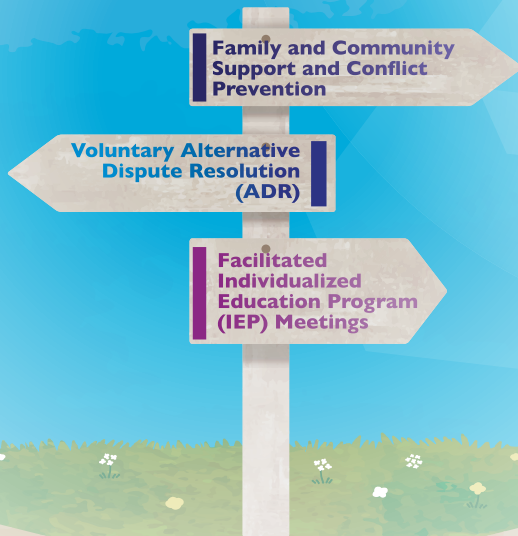 Family and Community
Support and Conflict
Prevention
Voluntary Alternative
Dispute Resolution
(ADR)
Facilitated
Individualized
Education Program
(IEP) Meetings